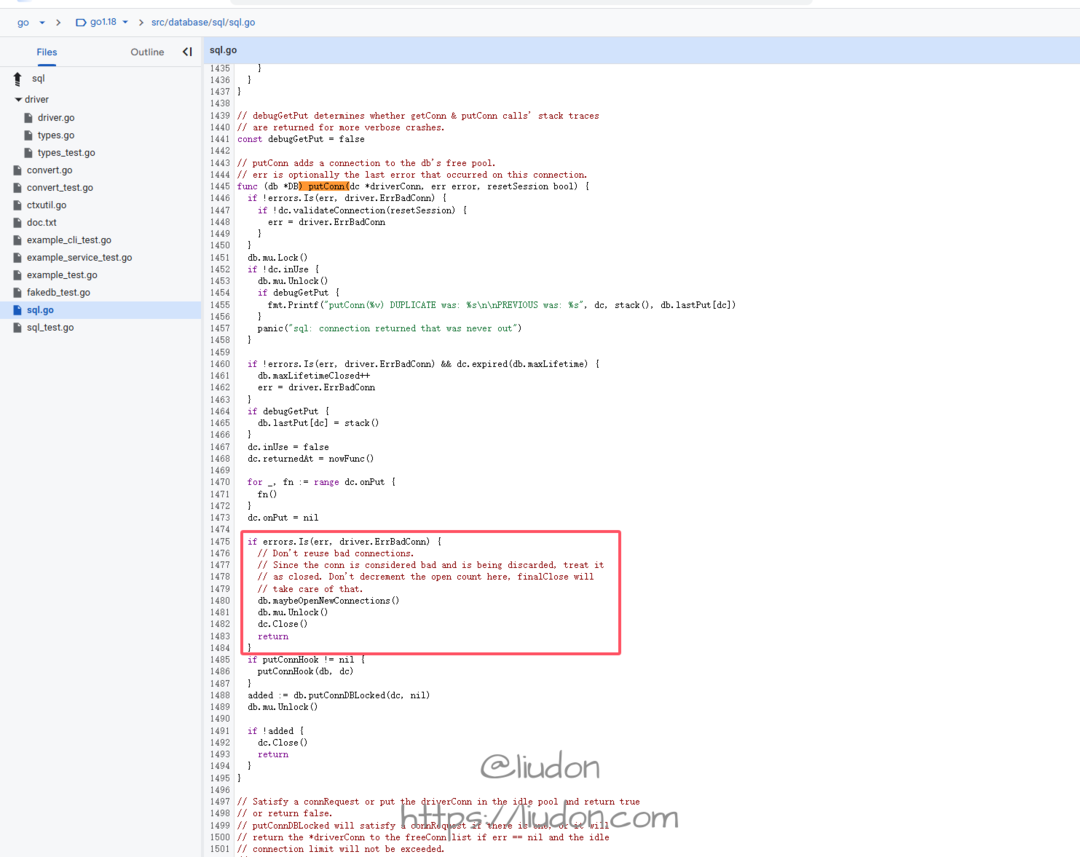 go
go1.18
src/database/sql/sql.go
Files
Outline
sql
driver
driver.go
types.go
types_test.go
convert.go
convert_test.go
ctxutil.go
doc.txt
example_cli_test.go
example_service_test.go
example_test.go
fakedb_test.go
sql.go
sql_test.go
sql.go
1435 }
1436 }
1437 }
1438
1439 // debugGetPut determines whether getConn & putConn calls' stack traces
1440 // are returned for more verbose crashes.
1441 const debugGetPut = false
1442
1443 // putConn adds a connection to the db's free pool.
1444 // err is optionally the last error that occurred on this connection.
1445 func (db *DB) putConn(dc *driverConn, err error, resetSession bool) {
1446 if !errors.Is(err, driver.ErrBadConn) {
1447 if !dc.validateConnection(resetSession) {
1448 err = driver.ErrBadConn
1449 }
1450 }
1451 db.mu.Lock()
1452 if !dc.inUse {
1453 db.mu.Unlock()
1454 if debugGetPut {
1455 fmt.Printf("putConn(%v) DUPLICATE was: %s\n\nPREVIOUS was: %s", dc, stack(), db.lastPut[dc])
1456 }
1457 panic("sql: connection returned that was never out")
1458 }
1459
1460 if !errors.Is(err, driver.ErrBadConn) && dc.expired(db.maxLifetime) {
1461 db.maxLifetimeClosed++
1462 err = driver.ErrBadConn
1463 }
1464 if debugGetPut {
1465 db.lastPut[dc] = stack()
1466 }
1467 dc.inUse = false
1468 dc.returnedAt = nowFunc()
1469
1470 for _, fn := range dc.onPut {
1471 fn()
1472 }
1473 dc.onPut = nil
1474
1475 if errors.Is(err, driver.ErrBadConn) {
1476 // Don't reuse bad connections.
1477 // Since the conn is considered bad and is being discarded, treat it
1478 // as closed. Don't decrement the open count here, finalClose will
1479 // take care of that.
1480 db.maybeOpenNewConnections()
1481 db.mu.Unlock()
1482 dc.Close()
1483 return
1484 }
1485 if putConnHook != nil {
1486 putConnHook(db, dc)
1487 }
1488 added := db.putConnDBLocked(dc, nil)
1489 db.mu.Unlock()
1490
1491 if !added {
1492 dc.Close()
1493 return
1494 }
1495 }
1496
1497 // Satisfy a connRequest or put the driverConn in the idle pool and return true
1498 // or return false.
1499 // putConnDBLocked will satisfy a connRequest if there is one, or it will
1500 // return the *driverConn to the freeConn list if err == nil and the idle
1501 // connection limit will not be exceeded.
@liudon
https://liudon.com